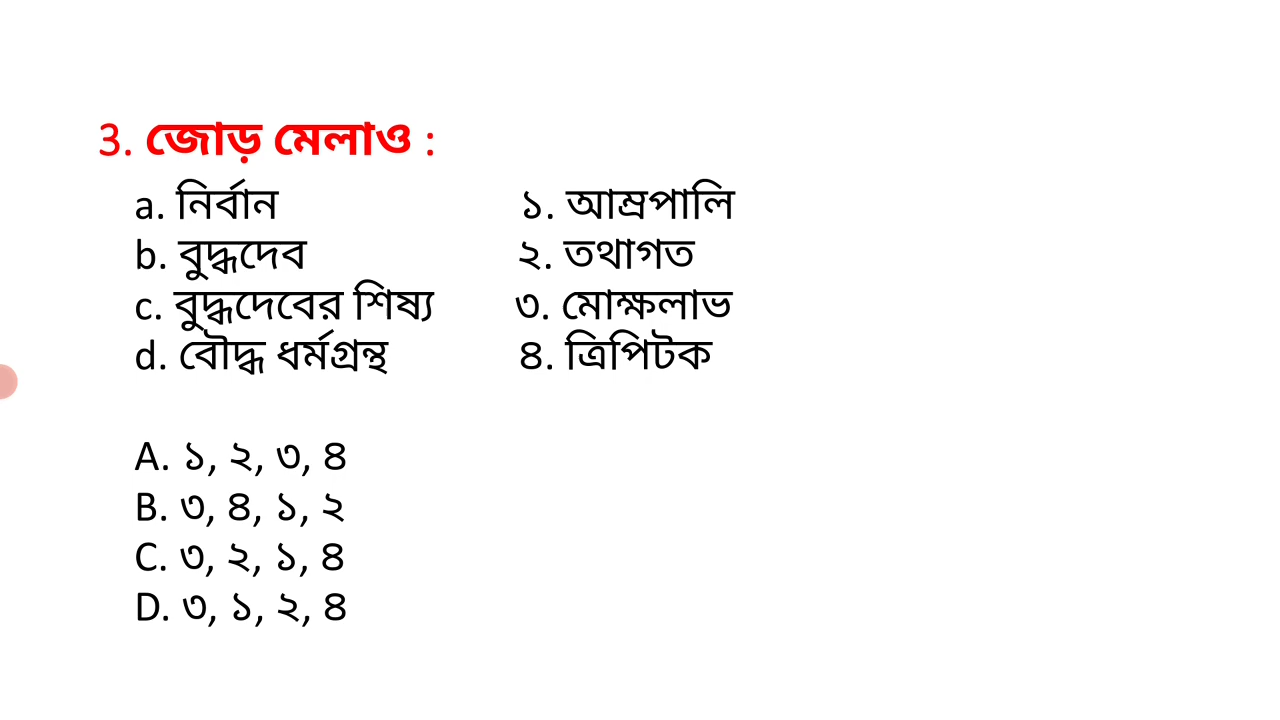 3. জোড় মেলাও :
a. নির্বান ১. আম্রপালি
b. বুদ্ধদেব ২. তথাগত
c. বুদ্ধদেবের শিষ্য ৩. মোক্ষলাভ
d. বৌদ্ধ ধর্মগ্রন্থ ৪. ত্রিপিটক
A. ১, ২, ৩, ৪
B. ৩, ৪, ১, ২
C. ৩, ২, ১, ৪
D. ৩, ১, ২, ৪